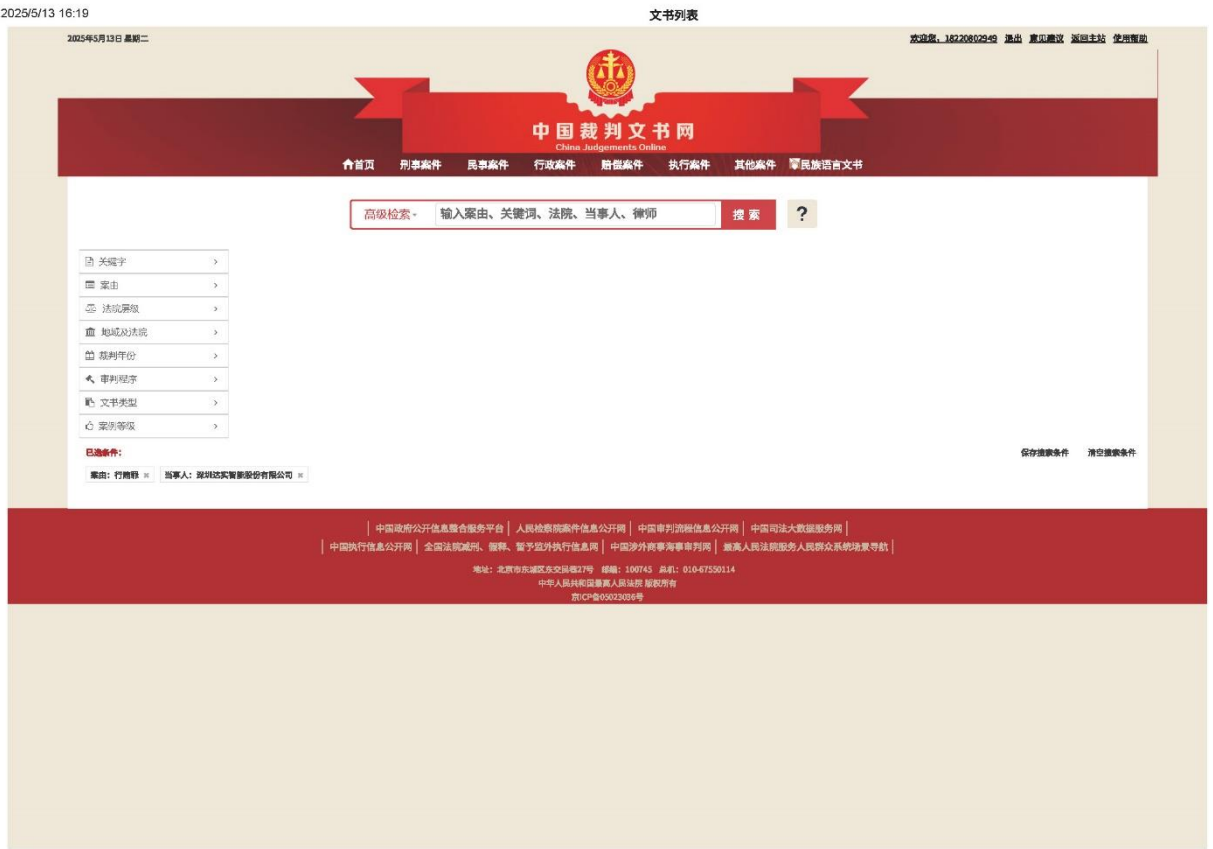 2025/5/13 16:19
文书列表
2025年5月13日 星期二
欢迎您，18220802949 退出 意见建议 返回主站 使用帮助
中国裁判文书网
China Judgements Online
首页 刑事案件 民事案件 行政案件 赔偿案件 执行案件 其他案件 民族语言文书
高级检索 输入案由、关键词、法院、当事人、律师 搜索 ?
关键字
案由
法院层级
地域及法院
裁判年份
审判程序
文书类型
案例等级
已选条件：
保存搜索条件 清空搜索条件
案由：行贿罪 × 当事人：深圳达实智能股份有限公司 ×
| 中国政府公开信息整合服务平台 | 人民检察院案件信息公开网 | 中国审判流程信息公开网 | 中国司法大数据服务网 |
| 中国执行信息公开网 | 全国法院减刑、假释、暂予监外执行信息网 | 中国涉外商事海事审判网 | 最高人民法院服务人民群众系统场景导航 |
地址：北京市东城区东交民巷27号 邮编：100745 总机：010-67550114
中华人民共和国最高人民法院 版权所有
京ICP备05023036号